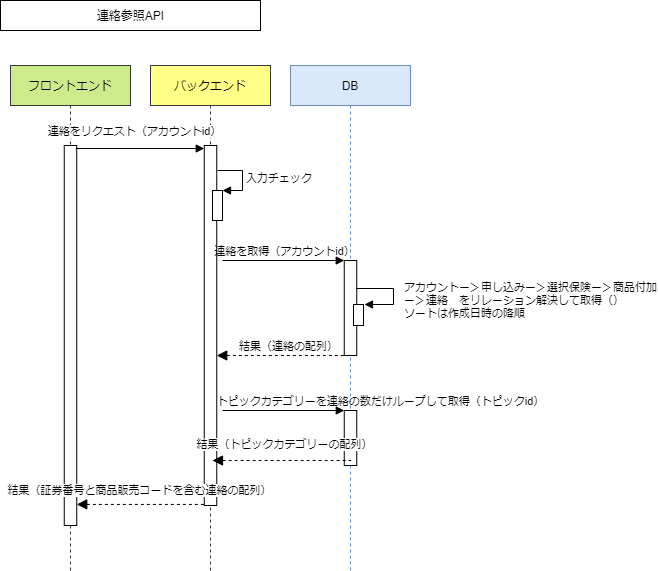 連絡参照API
フロントエンド
バックエンド
DB
連絡をリクエスト（アカウントid）
入力チェック
連絡を取得（アカウントid）
アカウントー＞申し込みー＞選択保険ー＞商品付加
ー＞連絡　をリレーション解決して取得（）
ソートは作成日時の降順
結果（連絡の配列）
トピックカテゴリーを連絡の数だけループして取得（トピックid）
結果（トピックカテゴリーの配列）
結果（証券番号と商品販売コードを含む連絡の配列）